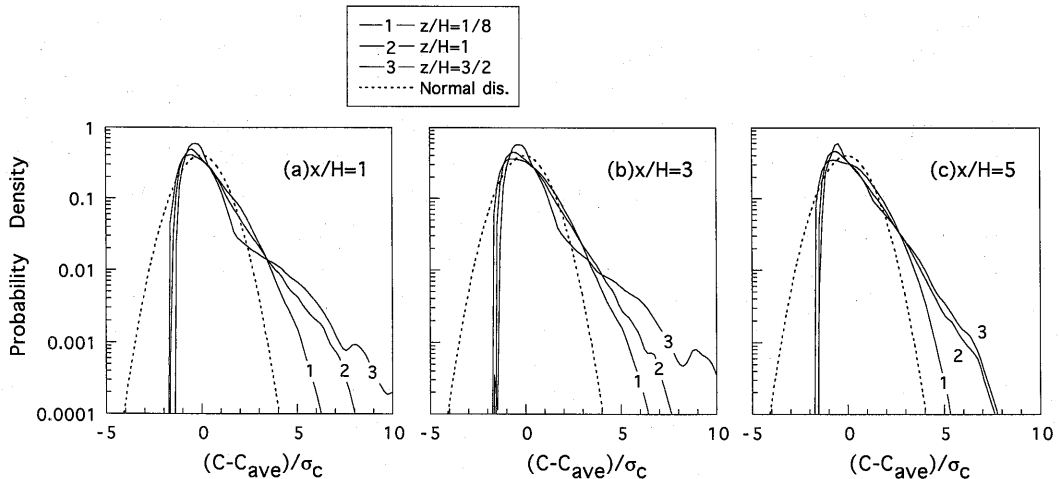 1 z/H=1/8
2 z/H=1
3 z/H=3/2
Normal dis.
Probability Density
1
0.1
0.01
0.001
0.0001
(a)x/H=1
1
2
3
-5 0 5 10
(C-Cave)/σc
(b)x/H=3
1
2
3
-5 0 5 10
(C-Cave)/σc
(c)x/H=5
1
2
3
-5 0 5 10
(C-Cave)/σc